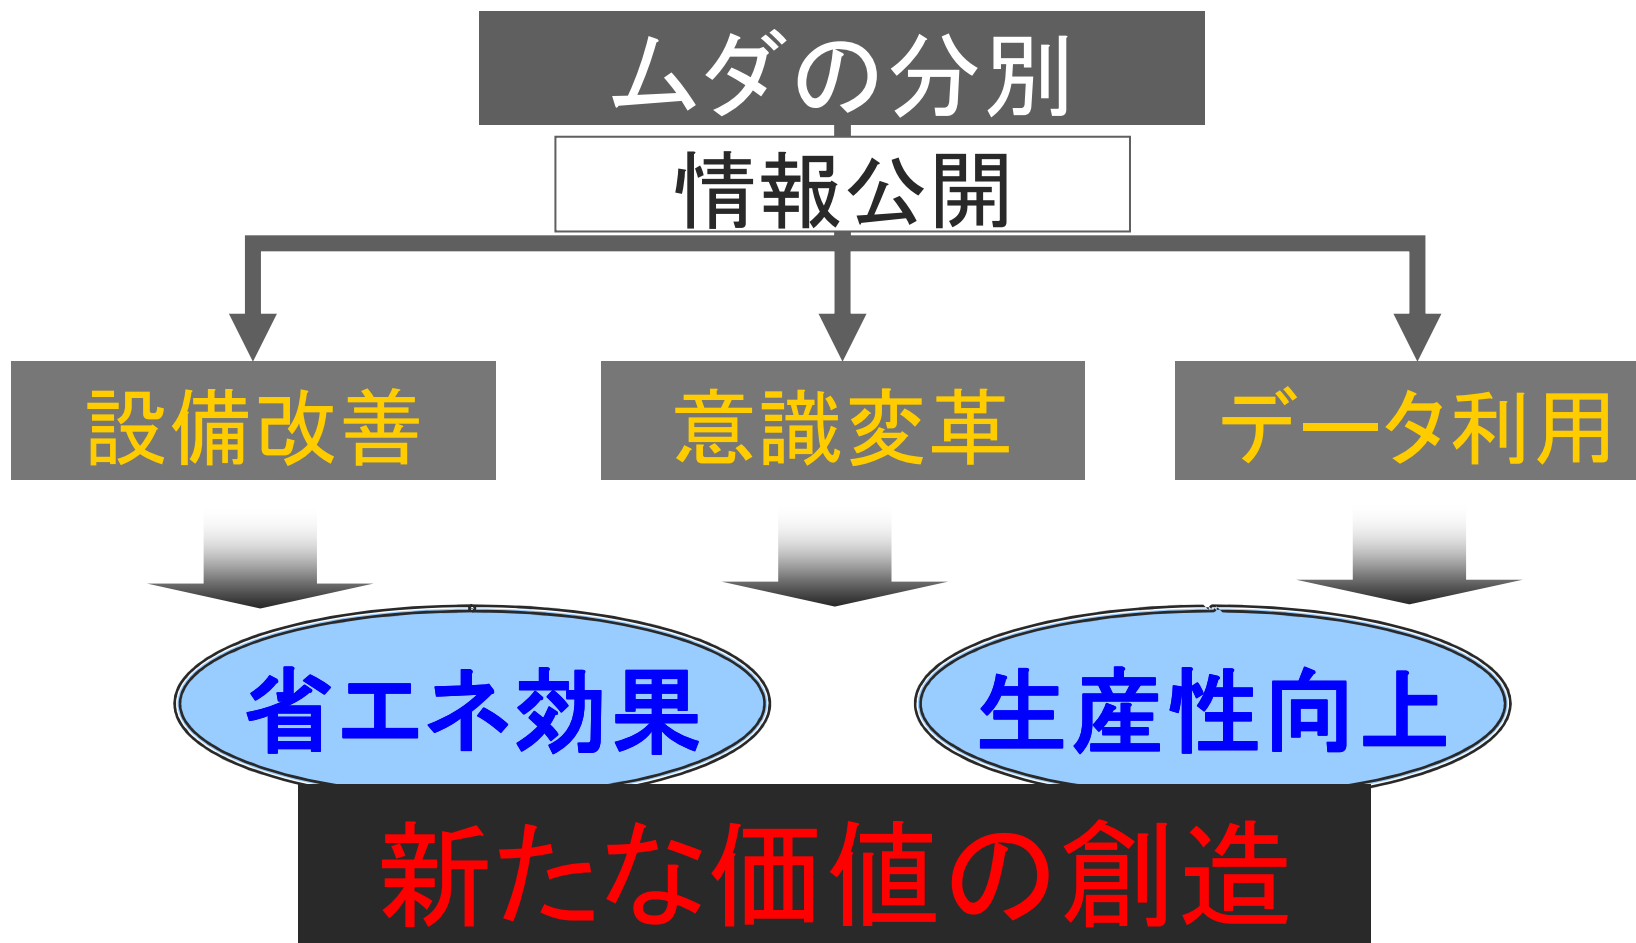 ムダの分別
情報公開
設備改善
意識変革
データ利用
省エネ効果
生産性向上
新たな価値の創造